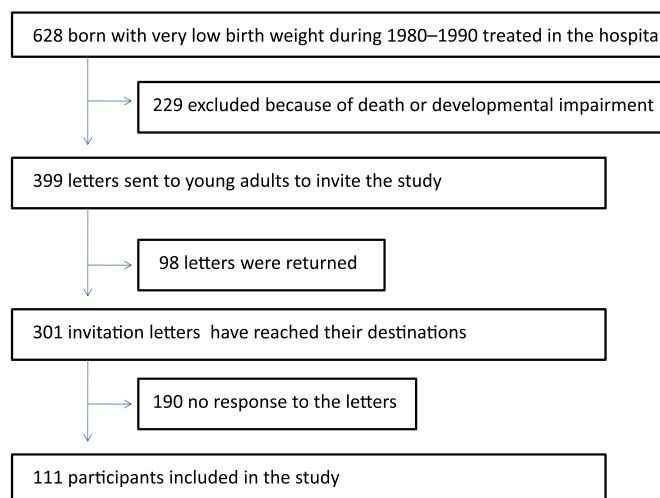 628 born with very low birth weight during 1980–1990 treated in the hospita
229 excluded because of death or developmental impairment
399 letters sent to young adults to invite the study
98 letters were returned
301 invitation letters have reached their destinations
190 no response to the letters
111 participants included in the study